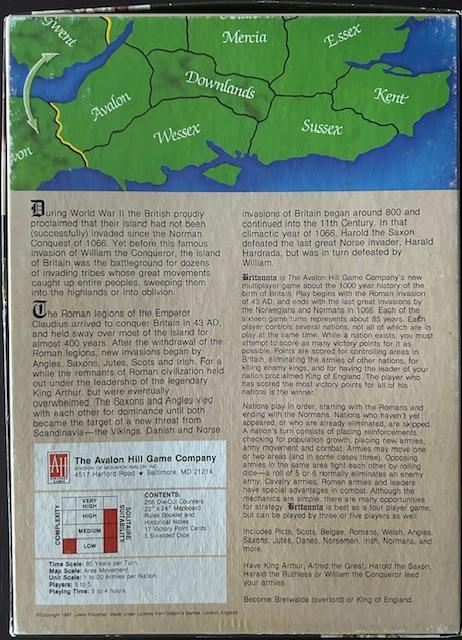 Gwent
Mercia
Essex
Downlands
Avalon
Kent
Wessex
Sussex
von
During World War II the British proudly
proclaimed that their island had not been
(successfully) invaded since the Norman
Conquest of 1066. Yet before this famous
invasion of William the Conqueror, the island
of Britain was the battleground for dozens
of invading tribes whose great movements
caught up entire peoples, sweeping them
into the highlands or into oblivion.
The Roman legions of the Emperor
Claudius arrived to conquer Britain in 43 AD,
and held sway over most of the island for
almost 400 years. After the withdrawal of the
Roman legions, new invasions began by
Angles, Saxons, Jutes, Scots and Irish. For a
while the remnants of Roman civilization held
out under the leadership of the legendary
King Arthur, but were eventually
overwhelmed. The Saxons and Angles vied
with each other for dominance until both
became the target of a new threat from
Scandinavia—the Vikings. Danish and Norse
invasions of Britain began around 800 and
continued into the 11th Century. In that
climactic year of 1066, Harold the Saxon
defeated the last great Norse invader, Harald
Hardrada, but was in turn defeated by
William.
Britannia is The Avalon Hill Game Company's new
multiplayer game about the 1000 year history of the
birth of Britain. Play begins with the Roman invasion
of 43 AD, and ends with the last great invasions by
the Norwegians and Normans in 1066. Each of the
sixteen game turns represents about 85 years. Each
player controls several nations, not all of which are in
play at the same time. While a nation exists, you must
attempt to score as many victory points for it as
possible. Points are scored for controlling areas in
Britain, eliminating the armies of other nations, for
killing enemy kings, and for having the leader of your
nation proclaimed King of England. The player who
has scored the most victory points for all of his
nations is the winner.
Nations play in order, starting with the Romans and
ending with the Normans. Nations who haven't yet
appeared, or who are already eliminated, are skipped.
A nation's turn consists of placing reinforcements,
checking for population growth, placing new armies,
army movement and combat. Armies may move one
or two areas (and in some cases three). Opposing
armies in the same area fight each other by rolling
dice—a roll of 5 or 6 normally eliminates an enemy
army. Cavalry armies, Roman armies and leaders
have special advantages in combat. Although the
mechanics are simple, there are many opportunities
for strategy. Britannia is best as a four player game,
but can be played by three or five players as well.
Includes Picts, Scots, Belgae, Romans, Welsh, Angles,
Saxons, Jutes, Danes, Norsemen, Irish, Normans, and
more.
Have King Arthur, Alfred the Great, Harold the Saxon,
Harald the Ruthless or William the Conqueror lead
your armies.
Become Bretwalda (overlord) or King of England.
AH
GAMES
The Avalon Hill Game Company
DIVISION OF MONARCH AVALON, INC.
4517 Harford Road ★ Baltimore, MD 21214
COMPLEXITY
VERY
HIGH
HIGH
MEDIUM
LOW
SOLITAIRE
SUITABILITY
CONTENTS:
256 Die-Cut Counters
22" x 24" Mapboard
Rules Booklet and
Historical Notes
17 Victory Point Cards
5 Six-sided Dice
Time Scale: 85 Years per Turn
Map Scale: Area Movement
Unit Scale: 1 to 20 Armies per Nation
Players: 3 to 5
Playing Time: 3 to 4 hours
©Copyright 1987, Lewis Pulsipher. Made Under License from Gibson's Games, London, England